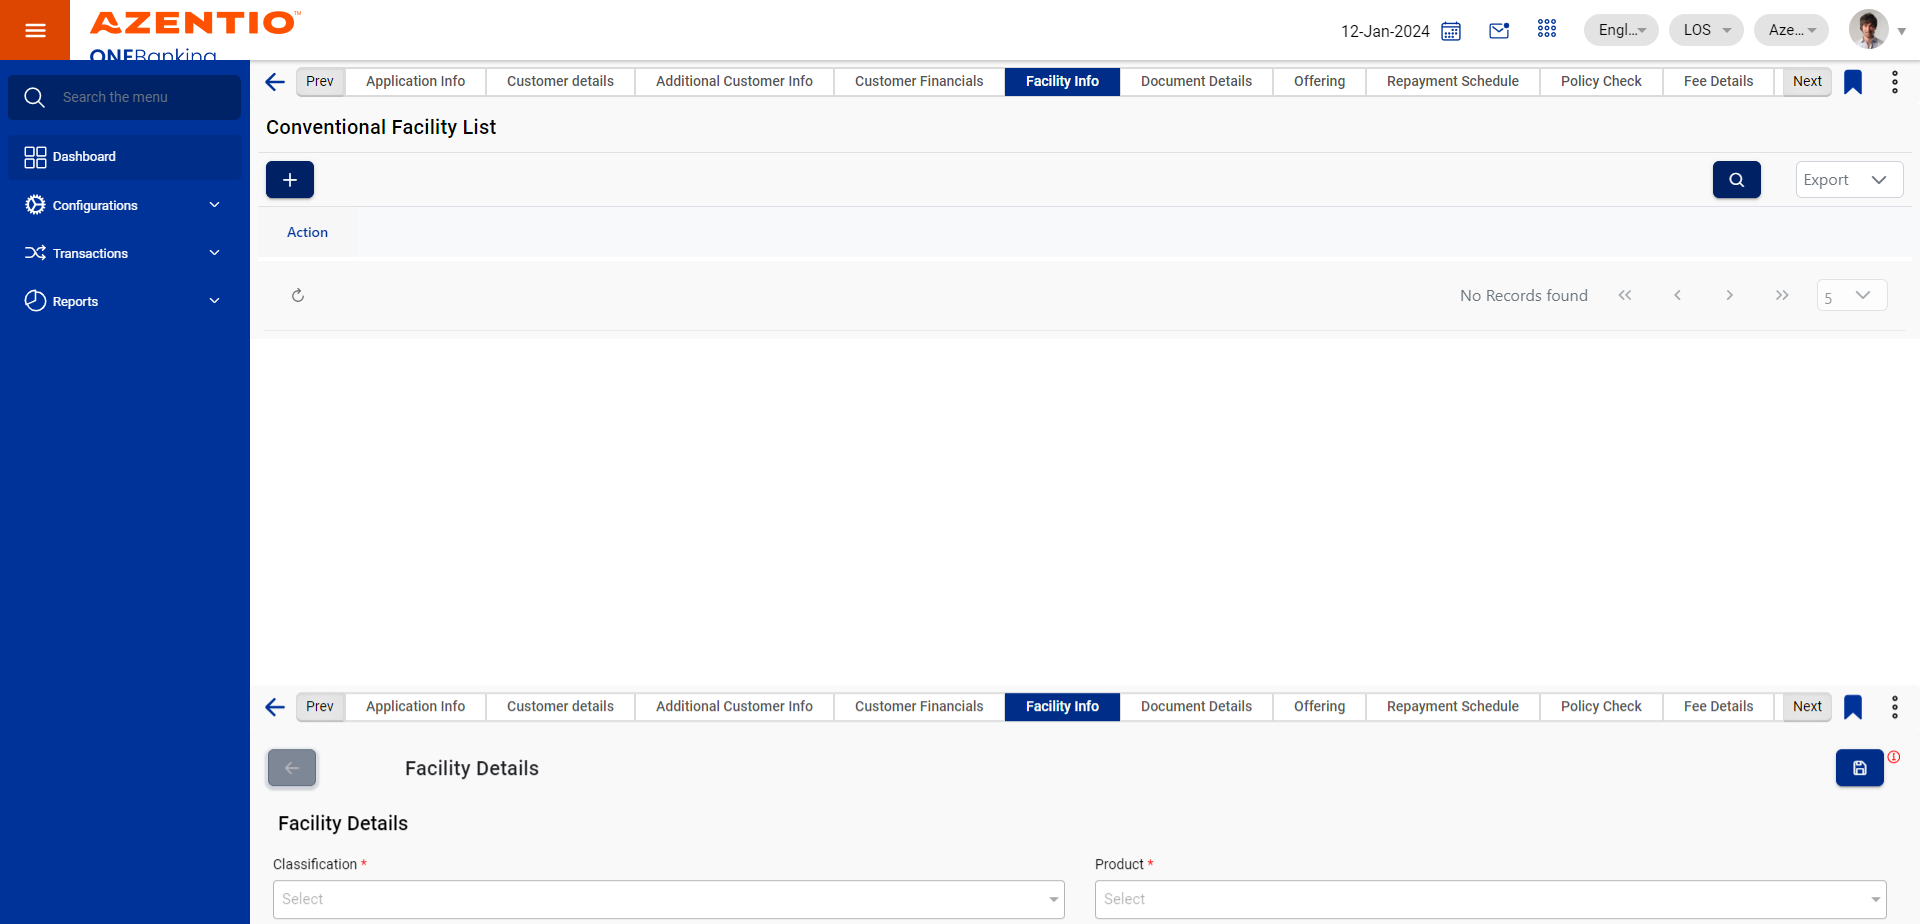 AZENTIO™
ONEBanking
12-Jan-2024
Engl...
LOS
Aze...
Search the menu
Dashboard
Configurations
Transactions
Reports
Prev
Application Info
Customer details
Additional Customer Info
Customer Financials
Facility Info
Document Details
Offering
Repayment Schedule
Policy Check
Fee Details
Next
Conventional Facility List
Export
Action
No Records found
5
Prev
Application Info
Customer details
Additional Customer Info
Customer Financials
Facility Info
Document Details
Offering
Repayment Schedule
Policy Check
Fee Details
Next
Facility Details
Facility Details
Classification *
Product *
Select
Select